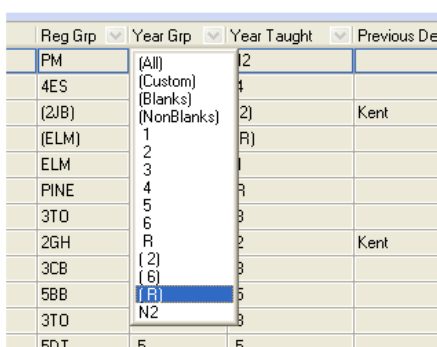 Reg Grp Year Grp Year Taught Previous De
PM
4ES
(2JB) Kent
(ELM)
ELM
PINE
3TO
2GH Kent
3CB
5BB
3TO
5DT 5 5
(All)
(Custom)
(Blanks)
(NonBlanks)
1
2
3
4
5
6
R
( 2)
( 6)
( R)
N2